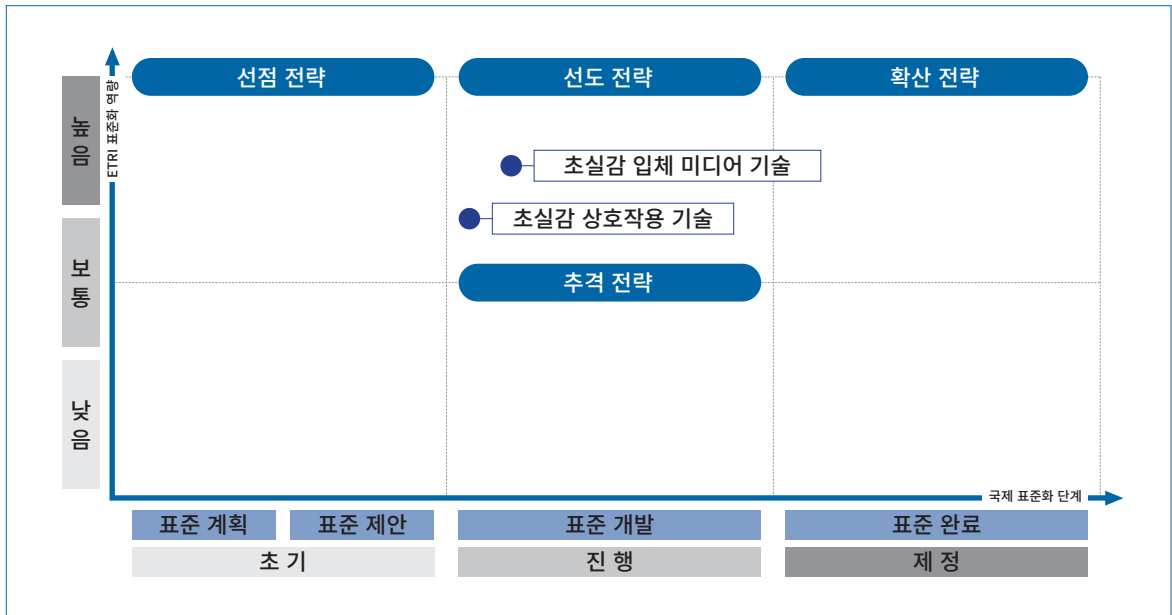 선점 전략
선도 전략
확산 전략
ETRI 표준화 역량
높음
초실감 입체 미디어 기술
초실감 상호작용 기술
보통
추격 전략
낮음
국제 표준화 단계
표준 계획
표준 제안
표준 개발
표준 완료
초 기
진 행
제 정